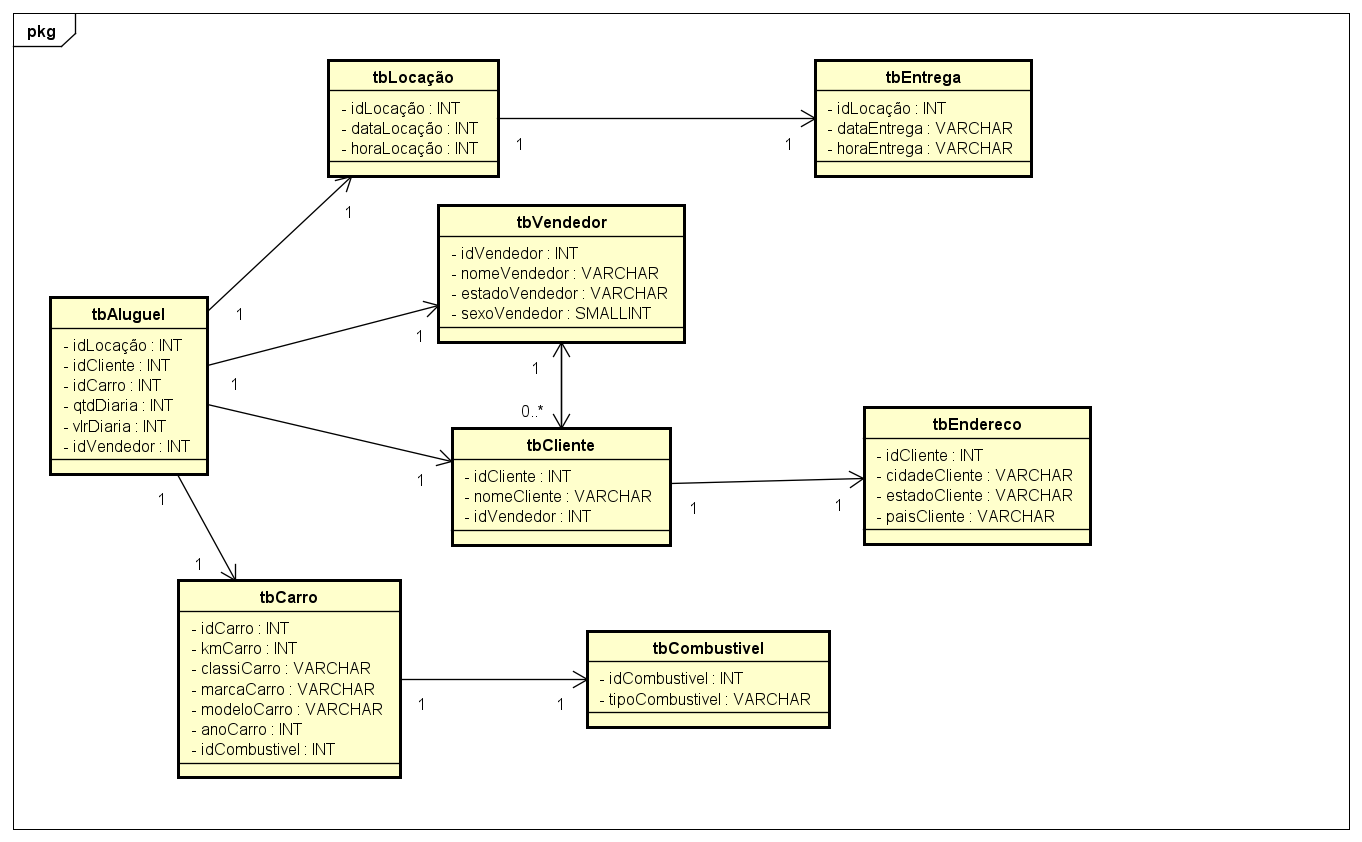 pkg
tbLocação
- idLocação : INT
- dataLocação : INT
- horaLocação : INT
1
1
tbEntrega
- idLocação : INT
- dataEntrega : VARCHAR
- horaEntrega : VARCHAR
1
1
tbVendedor
- idVendedor : INT
- nomeVendedor : VARCHAR
- estadoVendedor : VARCHAR
- sexoVendedor : SMALLINT
tbAluguel
- idLocação : INT
- idCliente : INT
- idCarro : INT
- qtdDiaria : INT
- vlrDiaria : INT
- idVendedor : INT
1
1
1
0..*
tbCliente
- idCliente : INT
- nomeCliente : VARCHAR
- idVendedor : INT
1
1
1
tbEndereco
- idCliente : INT
- cidadeCliente : VARCHAR
- estadoCliente : VARCHAR
- paisCliente : VARCHAR
1
1
tbCarro
- idCarro : INT
- kmCarro : INT
- classiCarro : VARCHAR
- marcaCarro : VARCHAR
- modeloCarro : VARCHAR
- anoCarro : INT
- idCombustivel : INT
1
1
tbCombustivel
- idCombustivel : INT
- tipoCombustivel : VARCHAR